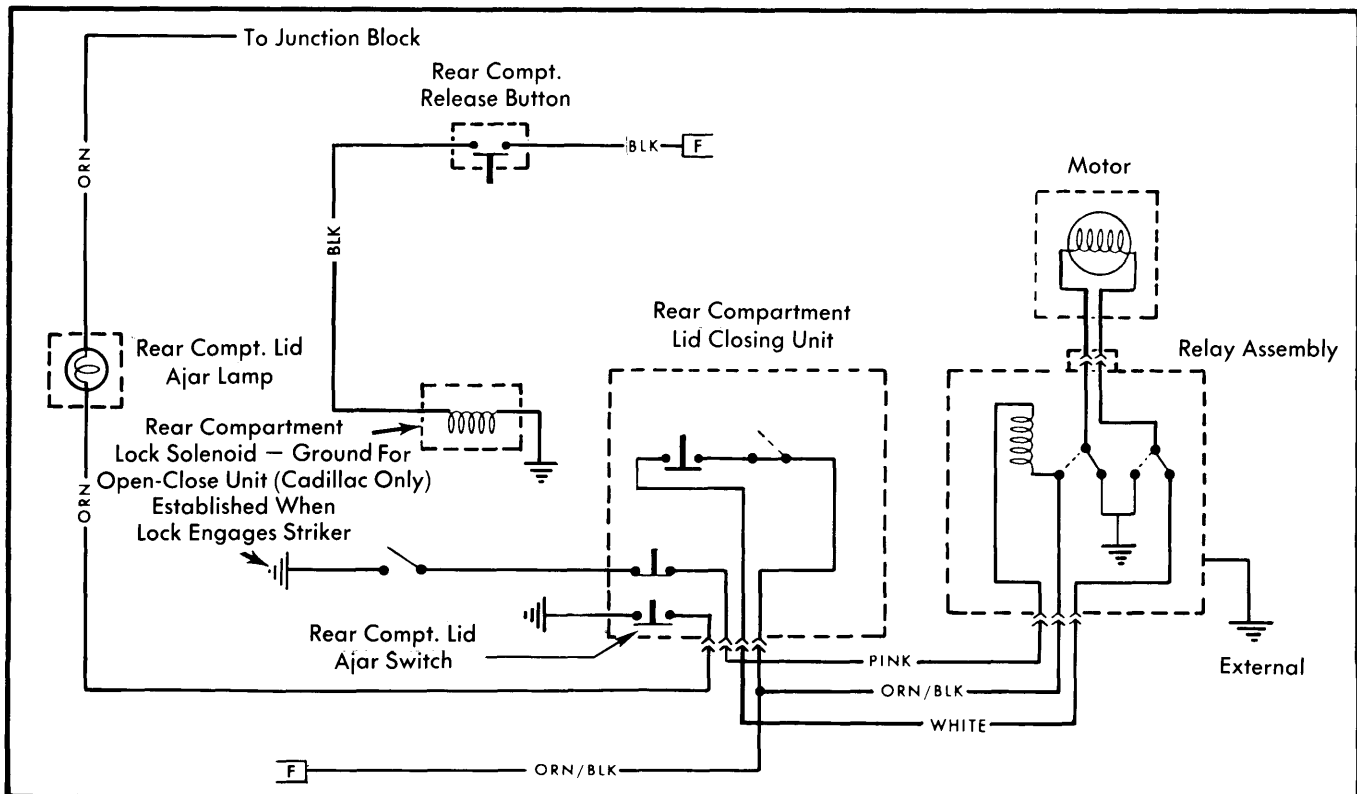 To Junction Block
Rear Compt.
Release Button
BLK
F
ORN
BLK
Motor
Rear Compartment
Lid Closing Unit
Relay Assembly
Rear Compt. Lid
Ajar Lamp
Rear Compartment
Lock Solenoid — Ground For
Open-Close Unit (Cadillac Only)
Established When
Lock Engages Striker
ORN
Rear Compt. Lid
Ajar Switch
PINK
ORN/BLK
WHITE
External
F
ORN/BLK